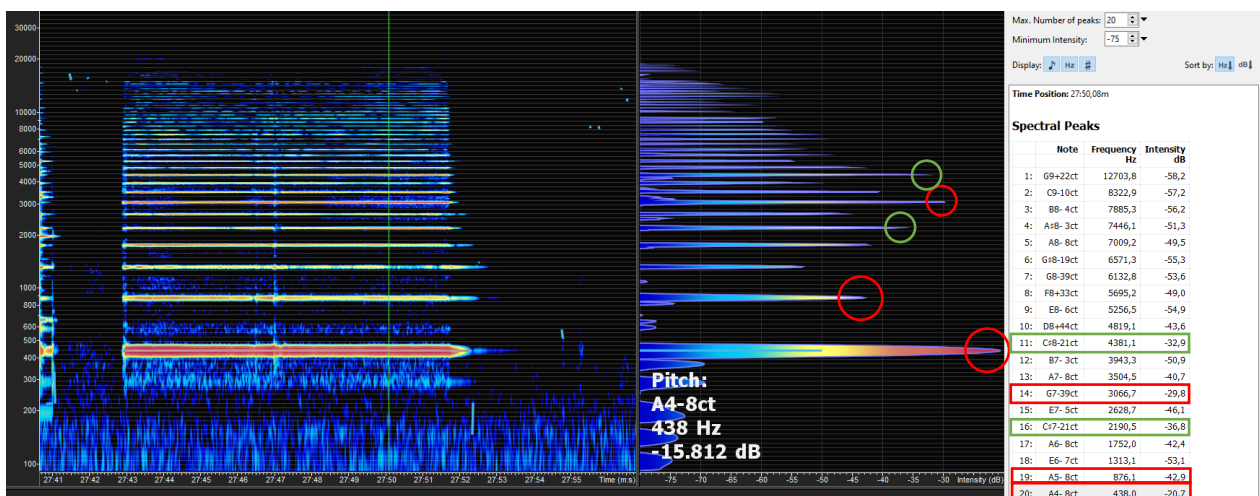 30000
20000
10000
8000
6000
5000
4000
3000
2000
1000
800
600
500
400
300
200
100
27:41 27:42 27:43 27:44 27:45 27:46 27:47 27:48 27:49 27:50 27:51 27:52 27:53 27:54 27:55 Time (m:s)
Pitch:
A4-8ct
438 Hz
-15.812 dB
-75 -70 -65 -60 -55 -50 -45 -40 -35 -30 Intensity (dB)
Max. Number of peaks: 20
Minimum Intensity: -75
Display: ♪ Hz # Sort by: Hz dB
Time Position: 27:50,08m
Spectral Peaks
Note Frequency Hz Intensity dB
1: G9+22ct 12703,8 -58,2
2: C9-10ct 8322,9 -57,2
3: B8- 4ct 7885,3 -56,2
4: A♯8- 3ct 7446,1 -51,3
5: A8- 8ct 7009,2 -49,5
6: G♯8-19ct 6571,3 -55,3
7: G8-39ct 6132,8 -53,6
8: F8+33ct 5695,2 -49,0
9: E8- 6ct 5256,5 -54,9
10: D8+44ct 4819,1 -43,6
11: C♯8-21ct 4381,1 -32,9
12: B7- 3ct 3943,3 -50,9
13: A7- 8ct 3504,5 -40,7
14: G7-39ct 3066,7 -29,8
15: E7- 5ct 2628,7 -46,1
16: C♯7-21ct 2190,5 -36,8
17: A6- 8ct 1752,0 -42,4
18: E6- 7ct 1313,1 -53,1
19: A5- 8ct 876,1 -42,9
20: A4- 8ct 438,0 -20,7